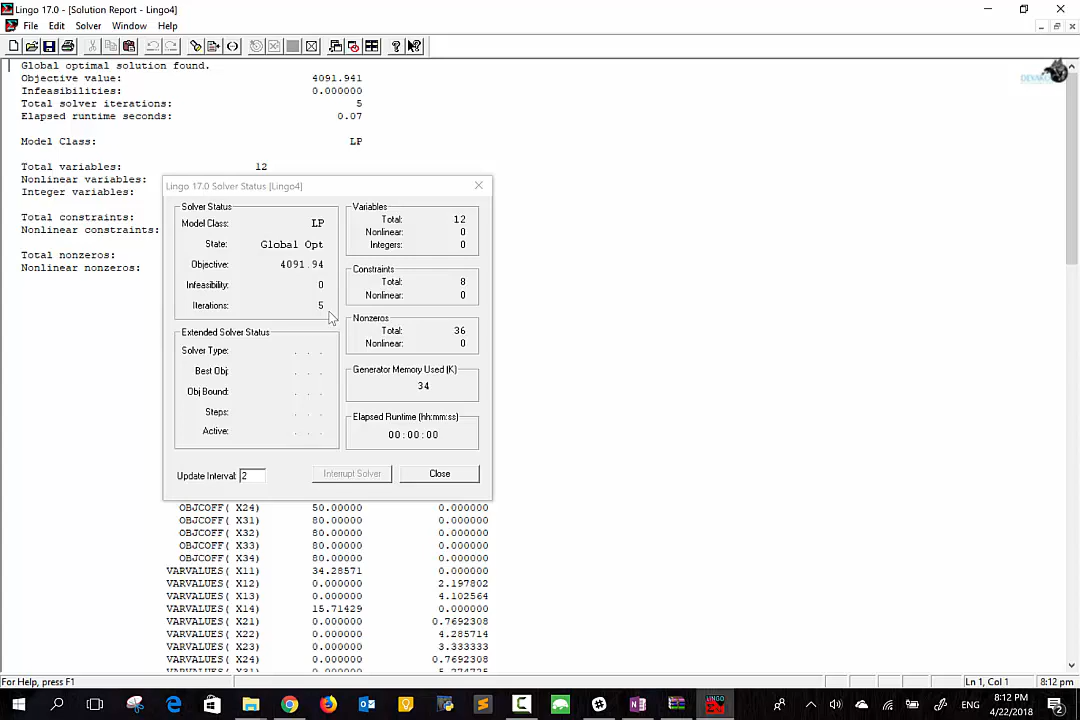 Lingo 17.0 - [Solution Report - Lingo4]
File Edit Solver Window Help
Global optimal solution found.
Objective value: 4091.941
Infeasibilities: 0.000000
Total solver iterations: 5
Elapsed runtime seconds: 0.07
Model Class: LP
Total variables: 12
Nonlinear variables:
Integer variables:
Total constraints:
Nonlinear constraints:
Total nonzeros:
Nonlinear nonzeros:
Lingo 17.0 Solver Status [Lingo4]
Solver Status
Model Class: LP
State: Global Opt
Objective: 4091.94
Infeasibility: 0
Iterations: 5
Extended Solver Status
Solver Type: . . .
Best Obj: . . .
Obj Bound: . . .
Steps: . . .
Active: . . .
Variables
Total: 12
Nonlinear: 0
Integers: 0
Constraints
Total: 8
Nonlinear: 0
Nonzeros
Total: 36
Nonlinear: 0
Generator Memory Used (K)
34
Elapsed Runtime (hh:mm:ss)
00:00:00
Update Interval: 2
Interrupt Solver
Close
OBJCOFF( X24) 50.00000 0.000000
OBJCOFF( X31) 80.00000 0.000000
OBJCOFF( X32) 80.00000 0.000000
OBJCOFF( X33) 80.00000 0.000000
OBJCOFF( X34) 80.00000 0.000000
VARVALUES( X11) 34.28571 0.000000
VARVALUES( X12) 0.000000 2.197802
VARVALUES( X13) 0.000000 4.102564
VARVALUES( X14) 15.71429 0.000000
VARVALUES( X21) 0.000000 0.7692308
VARVALUES( X22) 0.000000 4.285714
VARVALUES( X23) 0.000000 3.333333
VARVALUES( X24) 0.000000 0.7692308
For Help, press F1
Ln 1, Col 1
8:12 pm
ENG
8:12 PM
4/22/2018
2